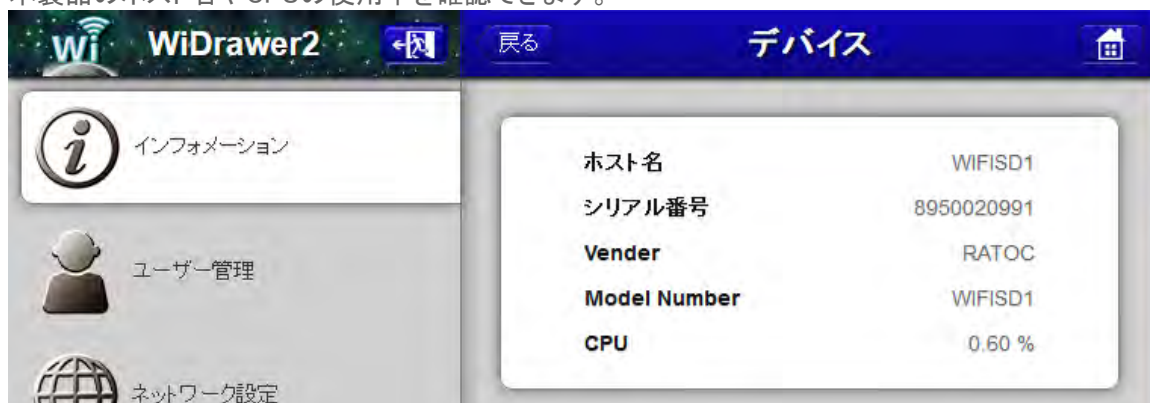 本製品のホスト名やCPUの使用率を確認できます。
Wi WiDrawer2
戻る デバイス
インフォメーション
ユーザー管理
ネットワーク設定
ホスト名 WIFISD1
シリアル番号 8950020991
Vender RATOC
Model Number WIFISD1
CPU 0.60 %